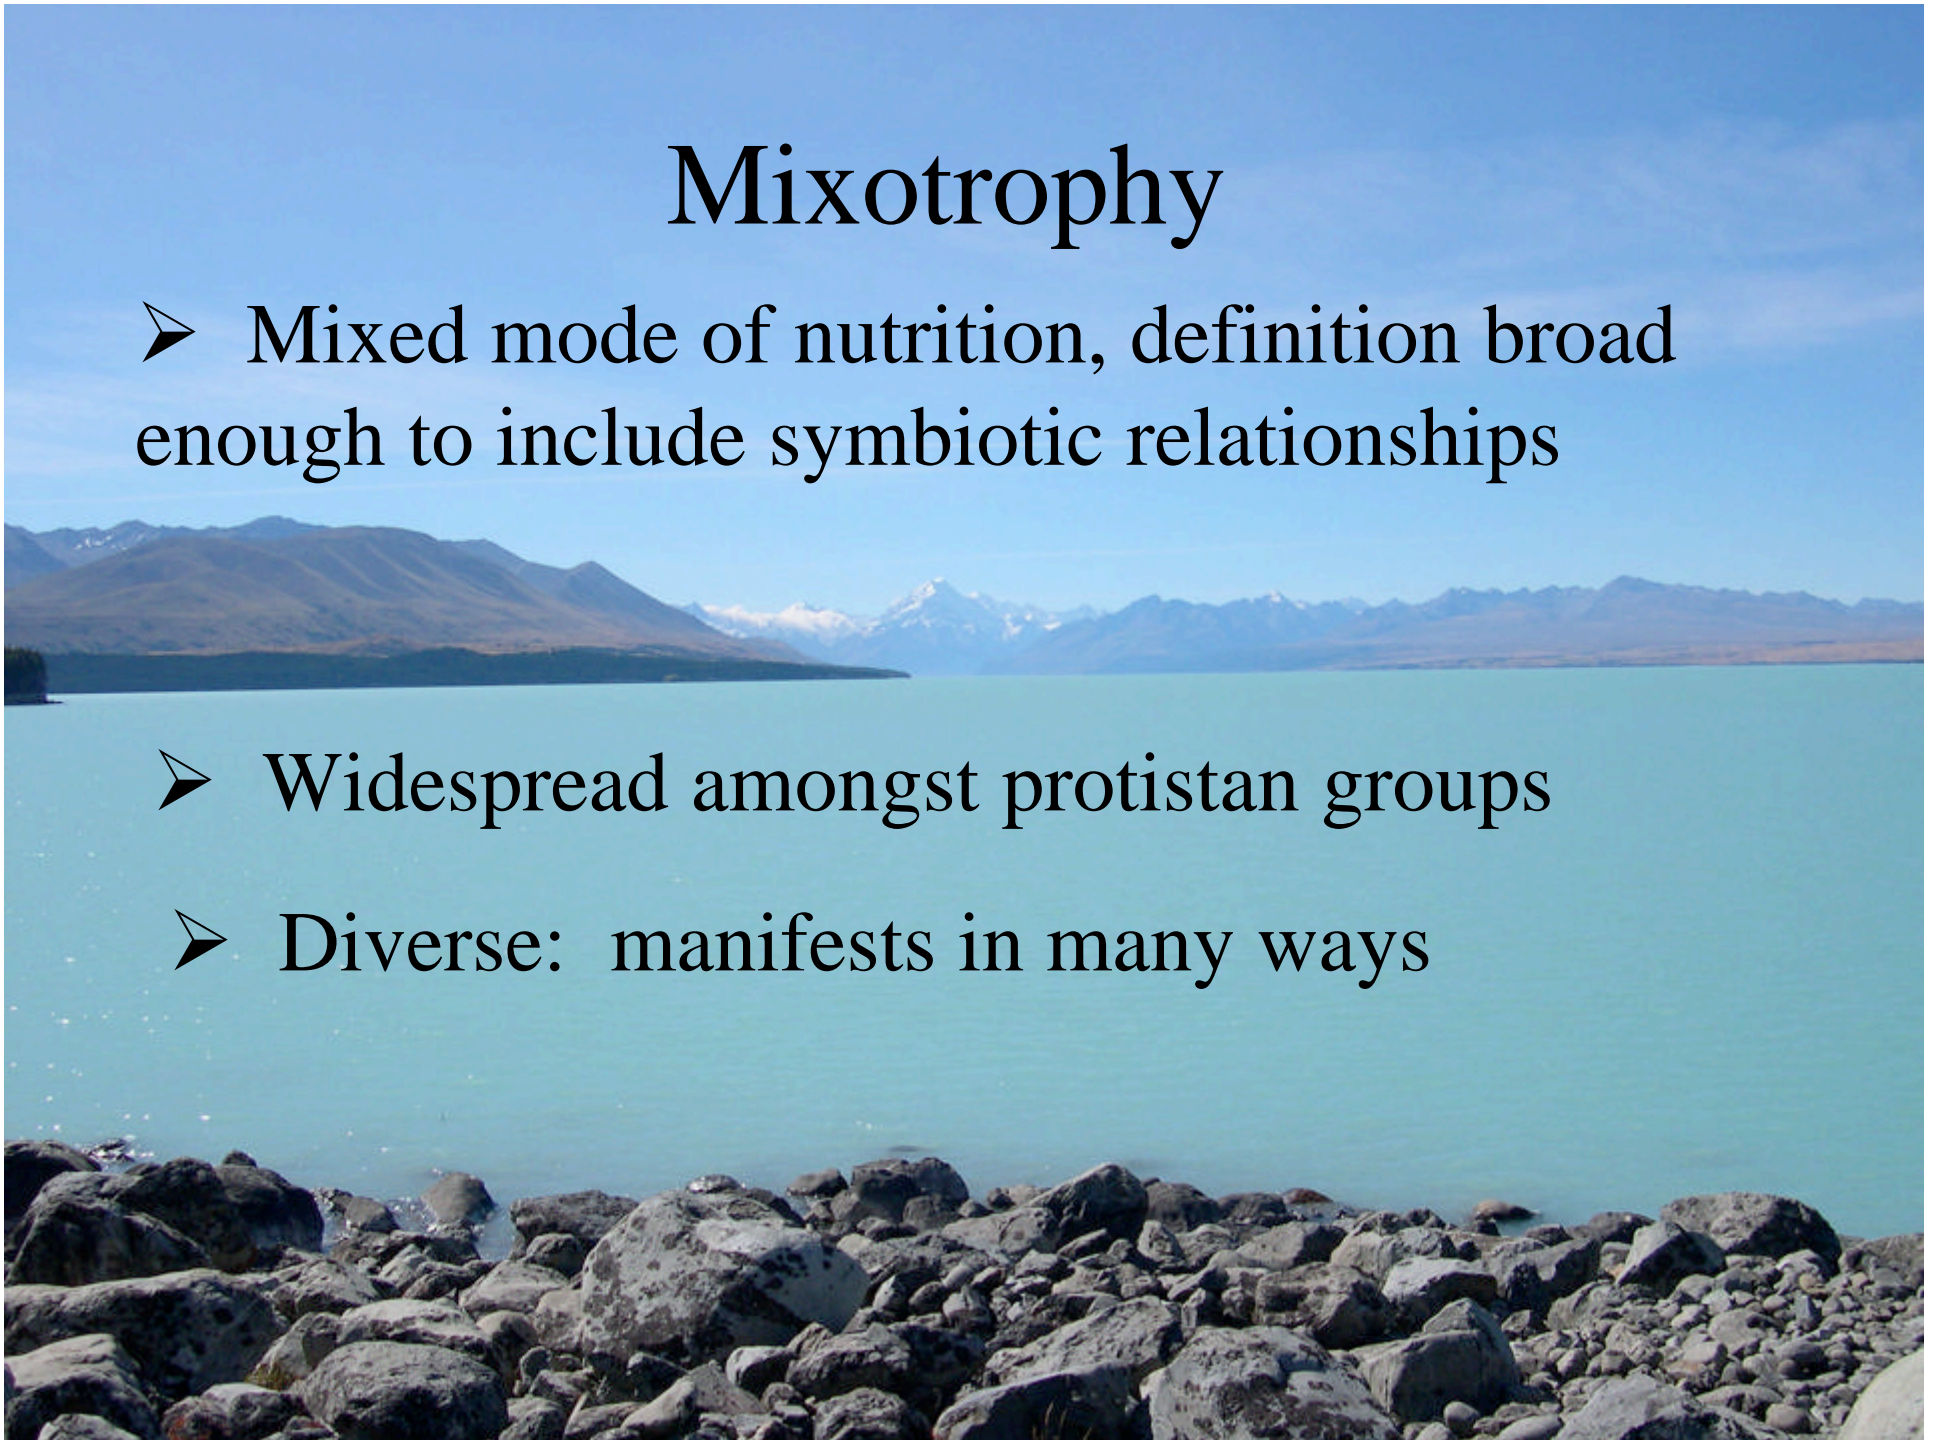 Mixotrophy
➢ Mixed mode of nutrition, definition broad
enough to include symbiotic relationships
➢ Widespread amongst protistan groups
➢ Diverse:  manifests in many ways